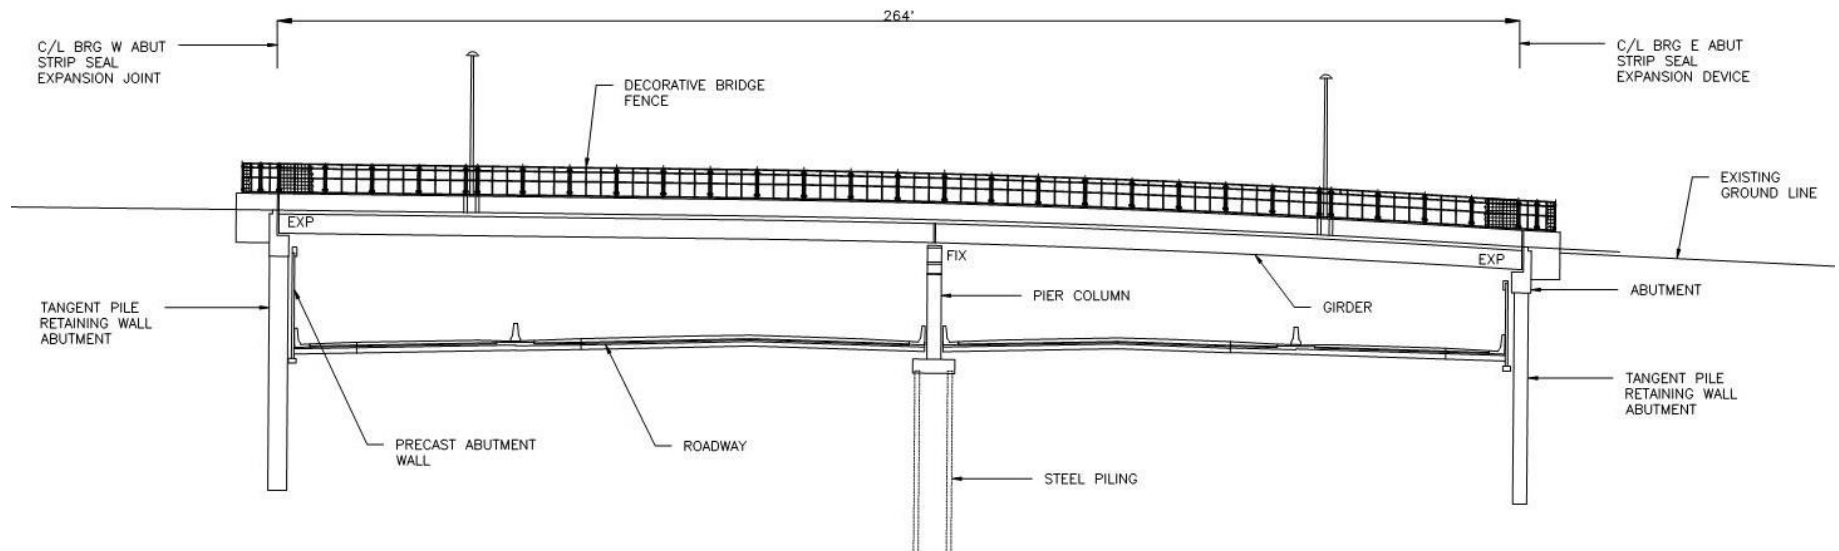 264'
C/L BRG W ABUT
STRIP SEAL
EXPANSION JOINT
C/L BRG E ABUT
STRIP SEAL
EXPANSION DEVICE
DECORATIVE BRIDGE
FENCE
EXISTING
GROUND LINE
EXP
FIX
EXP
TANGENT PILE
RETAINING WALL
ABUTMENT
PIER COLUMN
GIRDER
ABUTMENT
TANGENT PILE
RETAINING WALL
ABUTMENT
PRECAST ABUTMENT
WALL
ROADWAY
STEEL PILING